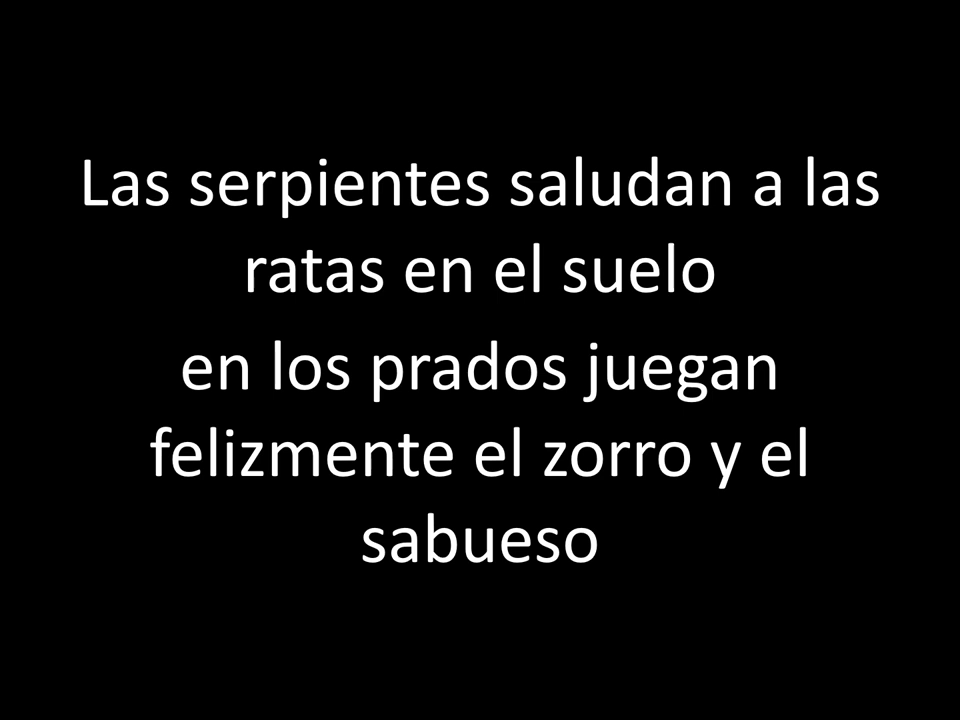 Las serpientes saludan a las
ratas en el suelo
en los prados juegan
felizmente el zorro y el
sabueso